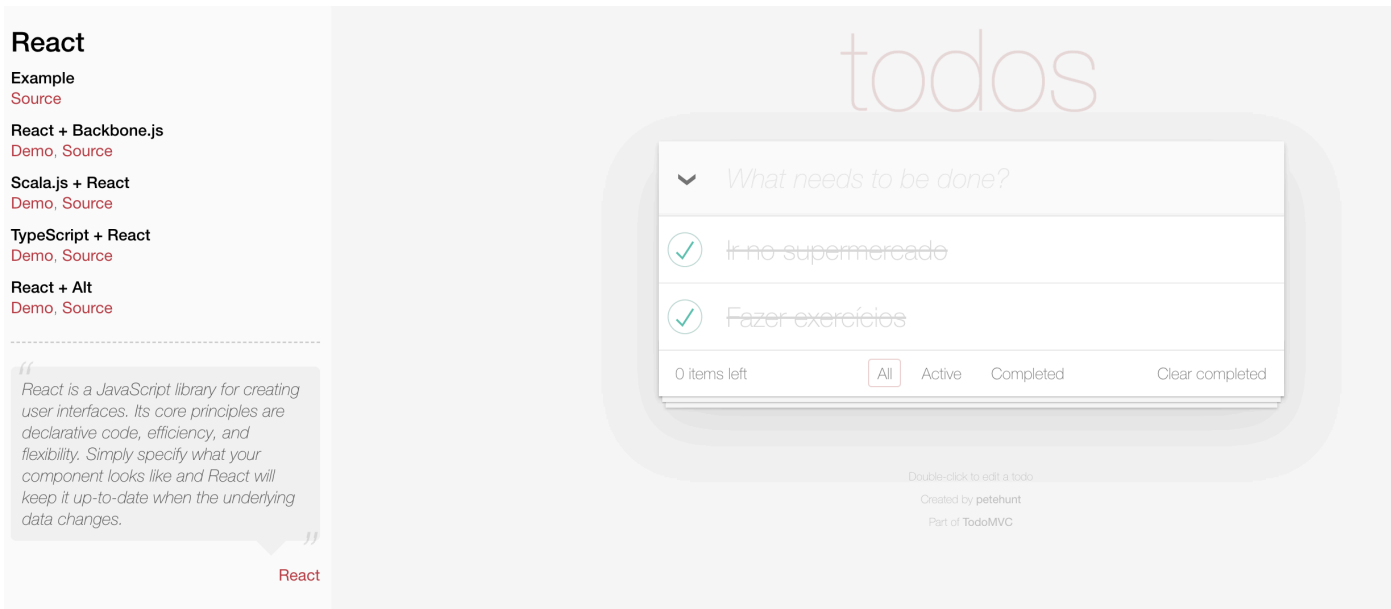 React
Example
Source
React + Backbone.js
Demo, Source
Scala.js + React
Demo, Source
TypeScript + React
Demo, Source
React + Alt
Demo, Source
“
React is a JavaScript library for creating
user interfaces. Its core principles are
declarative code, efficiency, and
flexibility. Simply specify what your
component looks like and React will
keep it up-to-date when the underlying
data changes.
”
React
todos
What needs to be done?
Ir no supermercado
Fazer exercícios
0 items left All Active Completed Clear completed
Double-click to edit a todo
Created by petehunt
Part of TodoMVC